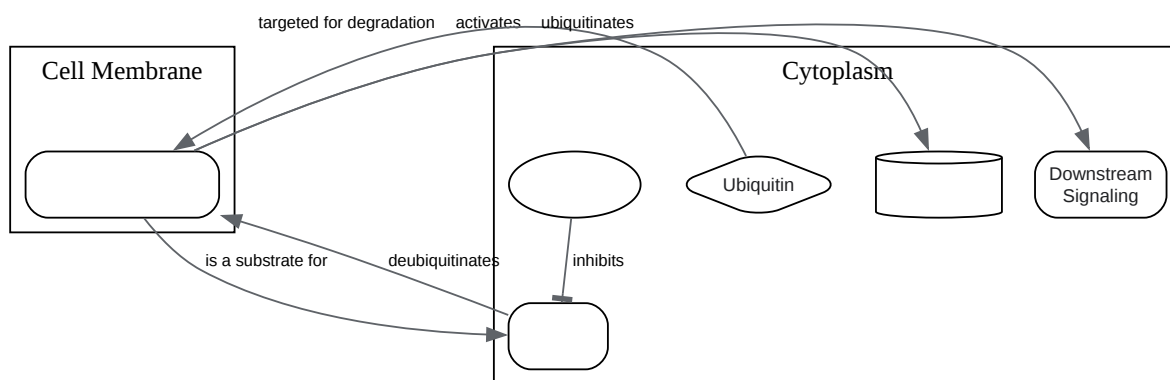 targeted for degradation
activates
ubiquitinates
Cell Membrane
Cytoplasm
Ubiquitin
Downstream
Signaling
is a substrate for
deubiquitinates
inhibits